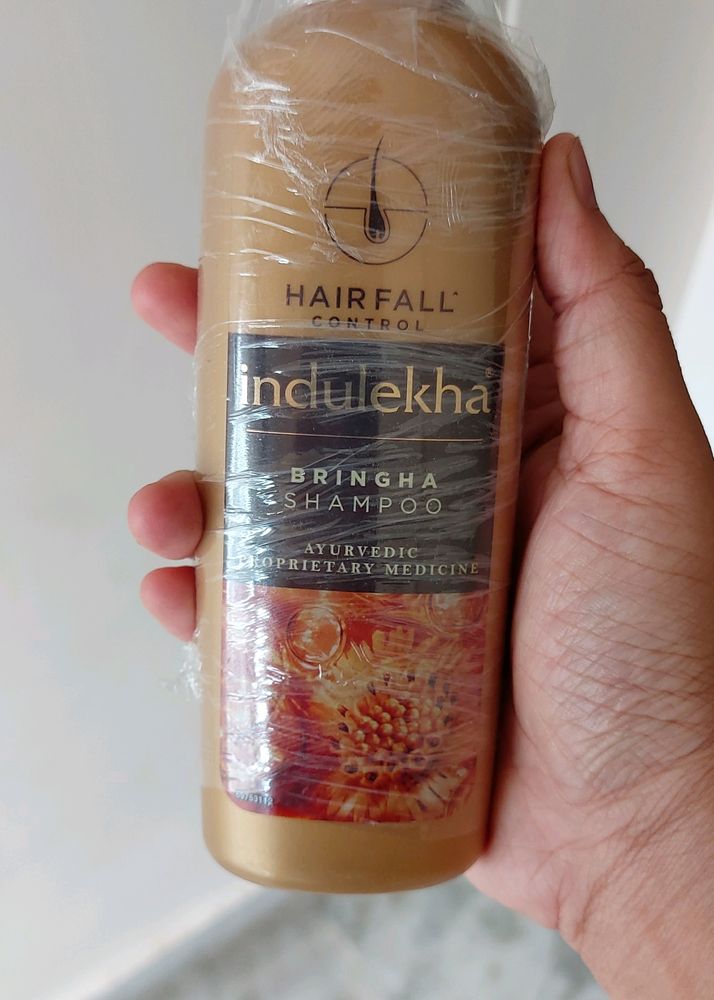 HAIRFALL^
CONTROL
indulekha®
BRINGHA
SHAMPOO
AYURVEDIC
PROPRIETARY MEDICINE